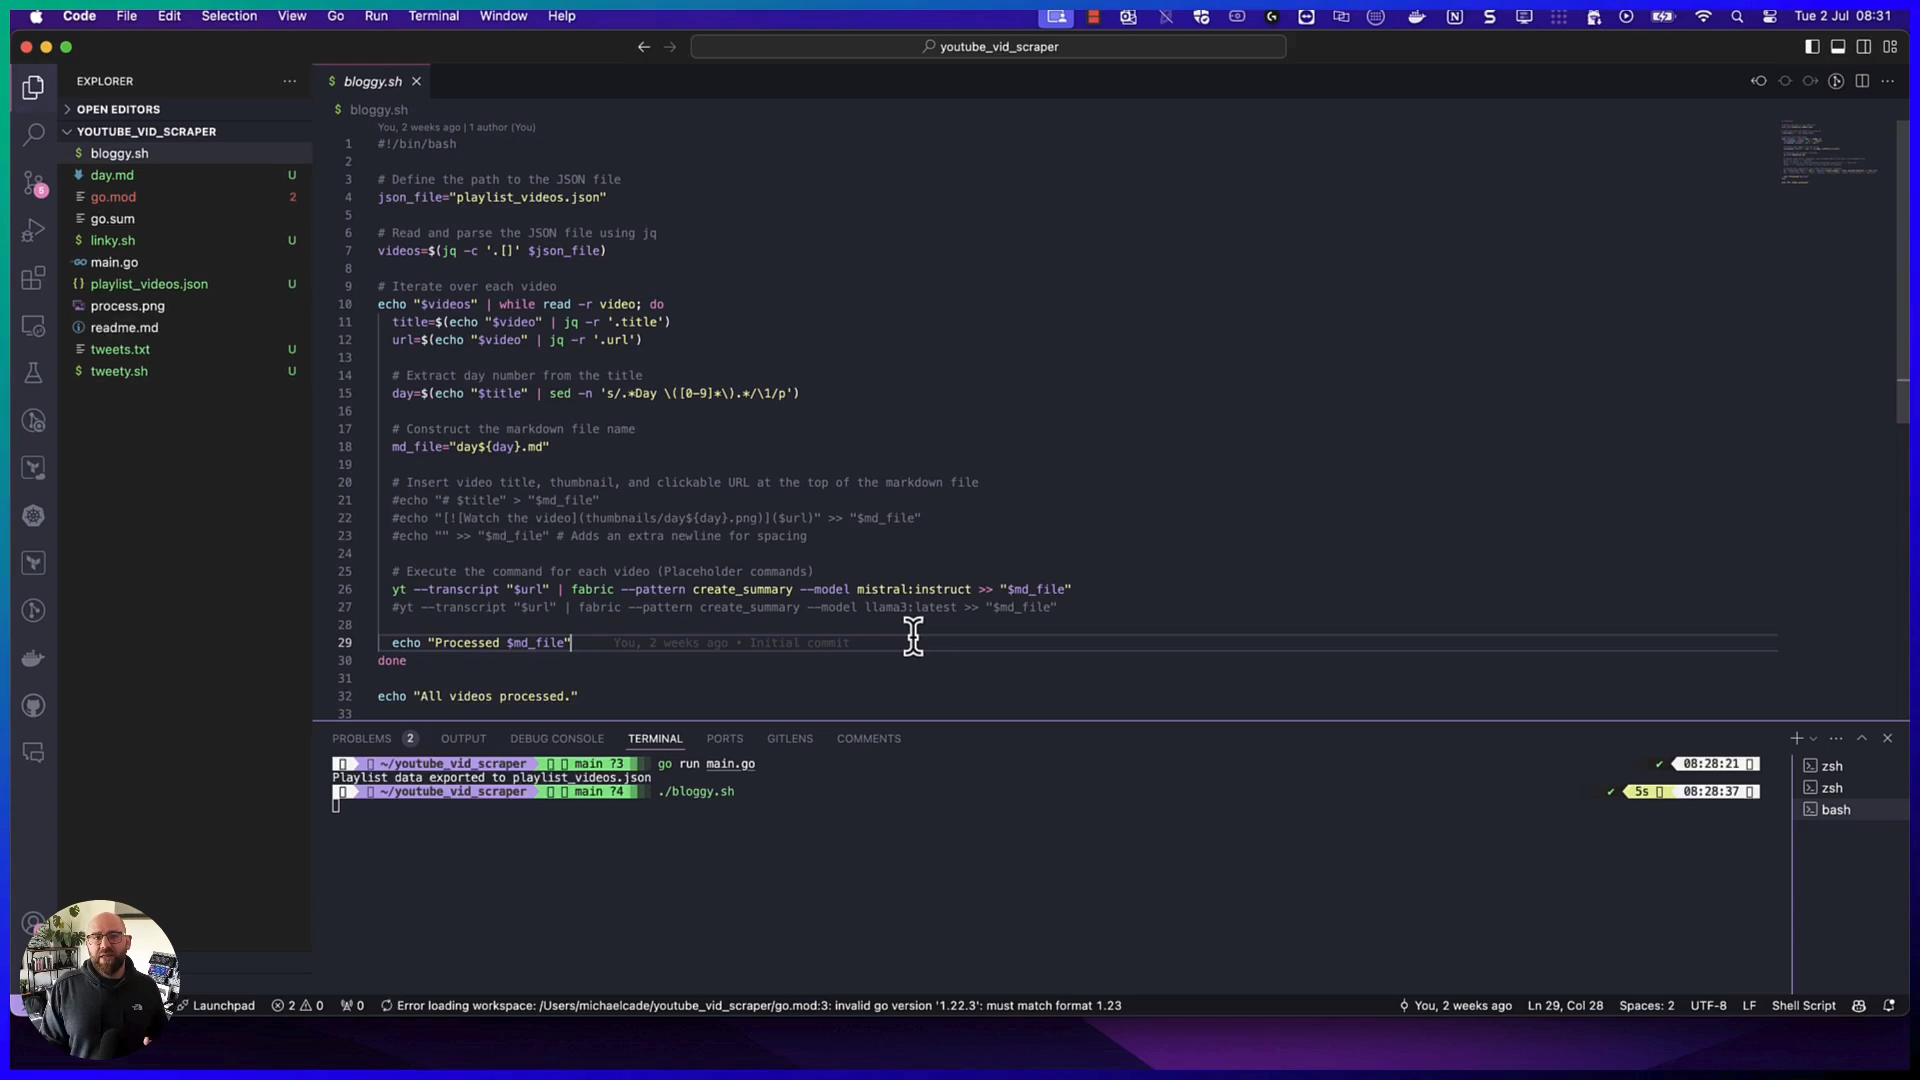 Code File Edit Selection View Go Run Terminal Window Help Tue 2 Jul 08:31
youtube_vid_scraper
EXPLORER
OPEN EDITORS
YOUTUBE_VID_SCRAPER
$ bloggy.sh
day.md U
go.mod 2
go.sum
$ linky.sh U
GO main.go
{} playlist_videos.json U
process.png
readme.md
tweets.txt U
$ tweety.sh U
5
$ bloggy.sh
$ bloggy.sh
You, 2 weeks ago | 1 author (You)
1 #!/bin/bash
2
3 # Define the path to the JSON file
4 json_file="playlist_videos.json"
5
6 # Read and parse the JSON file using jq
7 videos=$(jq -c '.[]' $json_file)
8
9 # Iterate over each video
10 echo "$videos" | while read -r video; do
11 title=$(echo "$video" | jq -r '.title')
12 url=$(echo "$video" | jq -r '.url')
13
14 # Extract day number from the title
15 day=$(echo "$title" | sed -n 's/.*Day \([0-9]*\).*/\1/p')
16
17 # Construct the markdown file name
18 md_file="day${day}.md"
19
20 # Insert video title, thumbnail, and clickable URL at the top of the markdown file
21 #echo "# $title" > "$md_file"
22 #echo "[![Watch the video](thumbnails/day${day}.png)]($url)" >> "$md_file"
23 #echo "" >> "$md_file" # Adds an extra newline for spacing
24
25 # Execute the command for each video (Placeholder commands)
26 yt --transcript "$url" | fabric --pattern create_summary --model mistral:instruct >> "$md_file"
27 #yt --transcript "$url" | fabric --pattern create_summary --model llama3:latest >> "$md_file"
28
29 echo "Processed $md_file" You, 2 weeks ago • Initial commit
30 done
31
32 echo "All videos processed."
33
PROBLEMS 2 OUTPUT DEBUG CONSOLE TERMINAL PORTS GITLENS COMMENTS
~/youtube_vid_scraper main ?3 go run main.go ✔ 08:28:21
Playlist data exported to playlist_videos.json
~/youtube_vid_scraper main ?4 ./bloggy.sh ✔ 5s 08:28:37
zsh
zsh
bash
Launchpad 2 0 0 Error loading workspace: /Users/michaelcade/youtube_vid_scraper/go.mod:3: invalid go version '1.22.3': must match format 1.23 You, 2 weeks ago Ln 29, Col 28 Spaces: 2 UTF-8 LF Shell Script